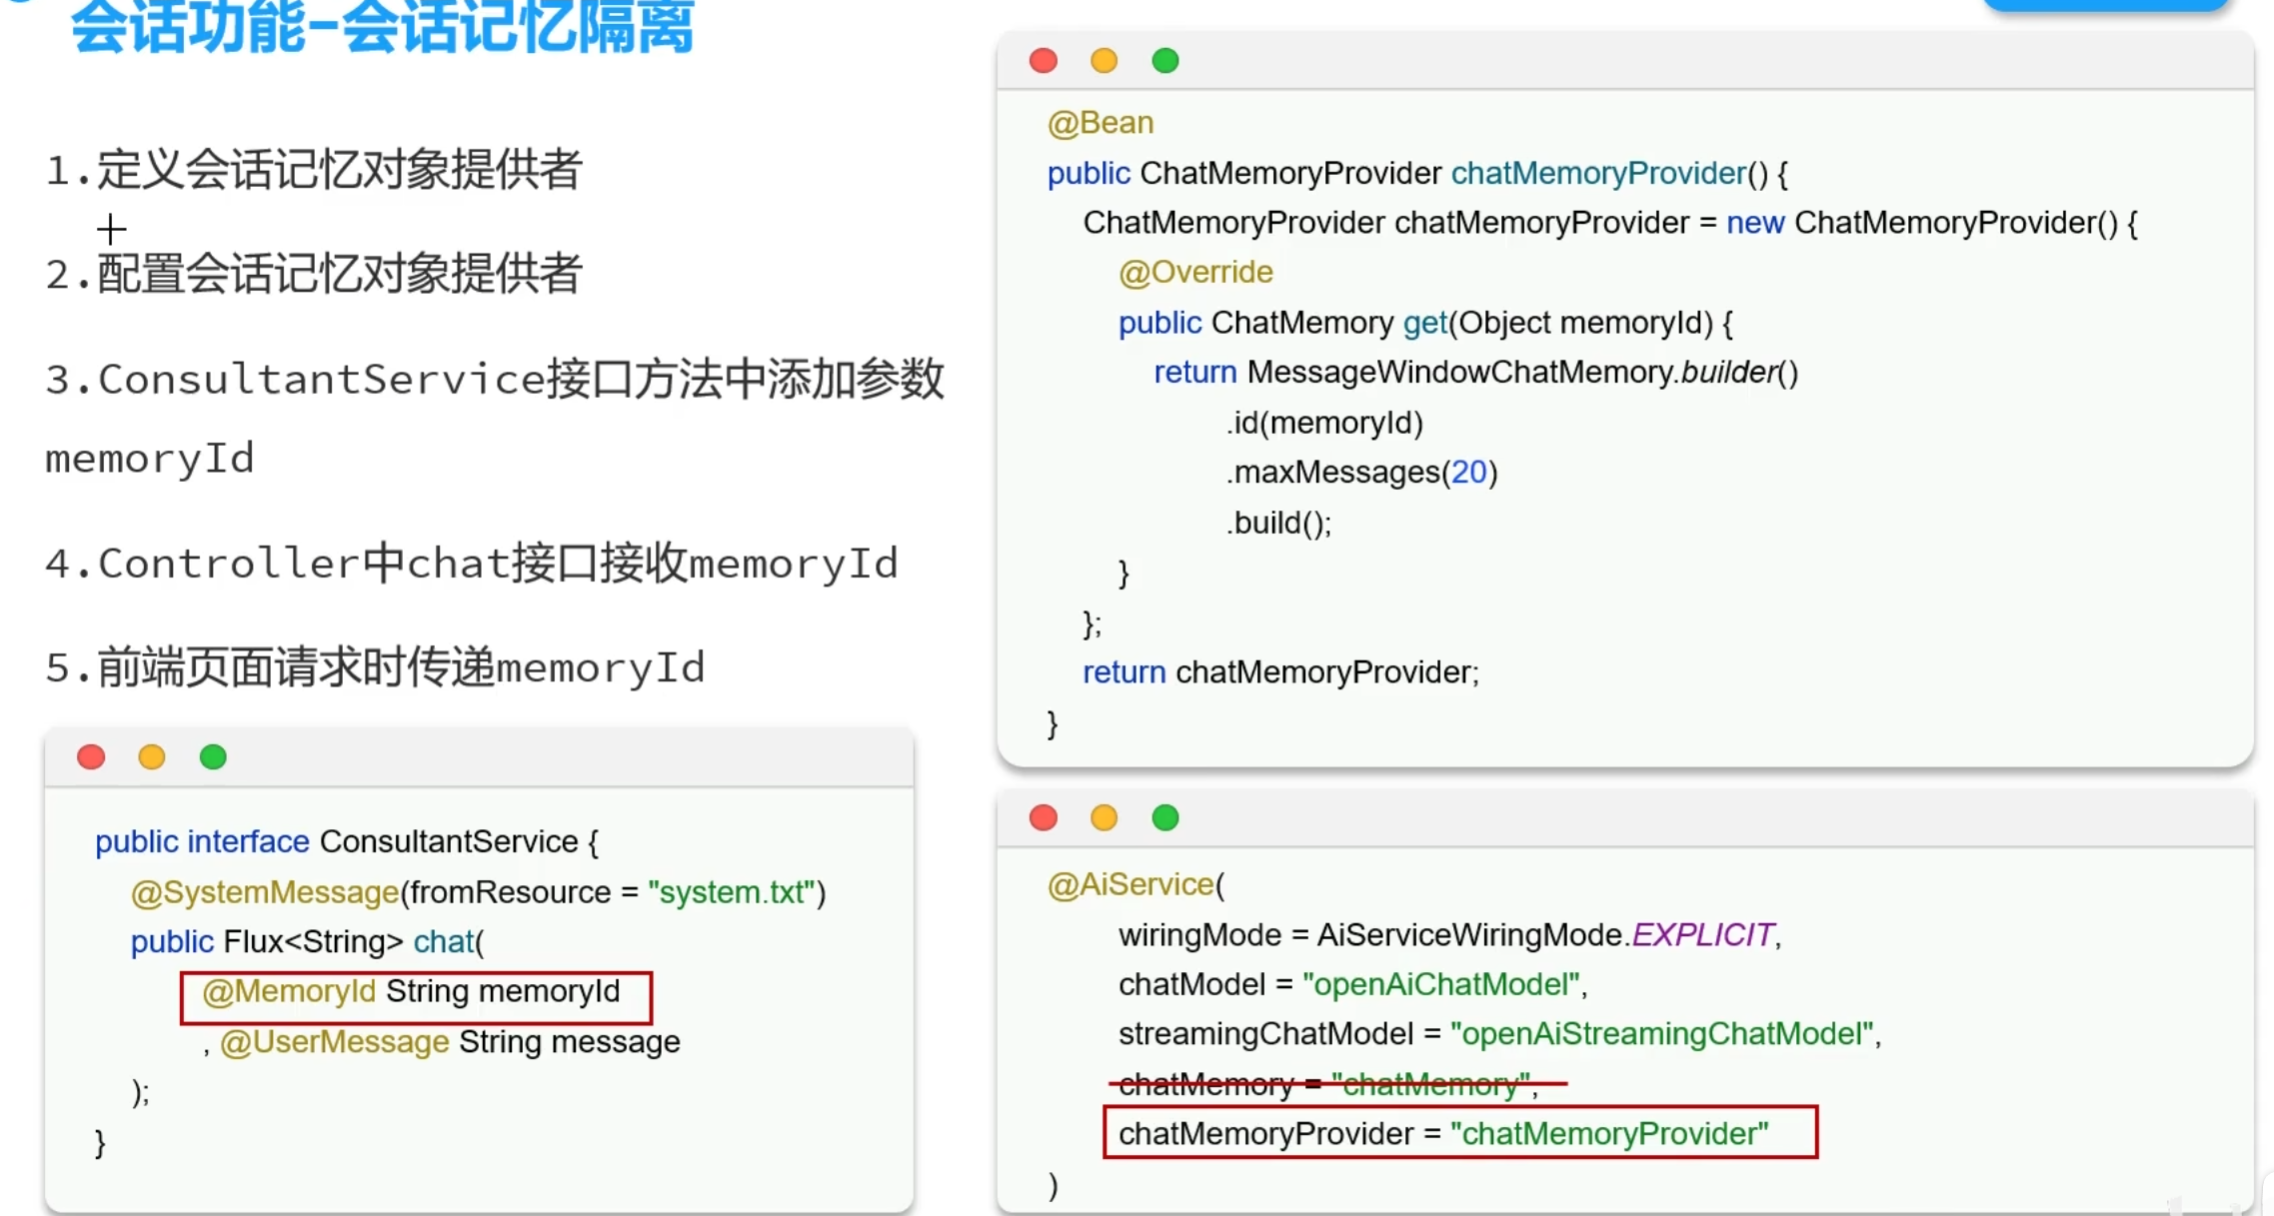 会话功能-会话记忆隔离
1.定义会话记忆对象提供者
2.配置会话记忆对象提供者
3.ConsultantService接口方法中添加参数
memoryId
4.Controller中chat接口接收memoryId
5.前端页面请求时传递memoryId
public interface ConsultantService {
@SystemMessage(fromResource = "system.txt")
public Flux<String> chat(
@MemoryId String memoryId
, @UserMessage String message
);
}
@Bean
public ChatMemoryProvider chatMemoryProvider() {
ChatMemoryProvider chatMemoryProvider = new ChatMemoryProvider() {
@Override
public ChatMemory get(Object memoryId) {
return MessageWindowChatMemory.builder()
.id(memoryId)
.maxMessages(20)
.build();
}
};
return chatMemoryProvider;
}
@AiService(
wiringMode = AiServiceWiringMode.EXPLICIT,
chatModel = "openAiChatModel",
streamingChatModel = "openAiStreamingChatModel",
chatMemory = "chatMemory",
chatMemoryProvider = "chatMemoryProvider"
)